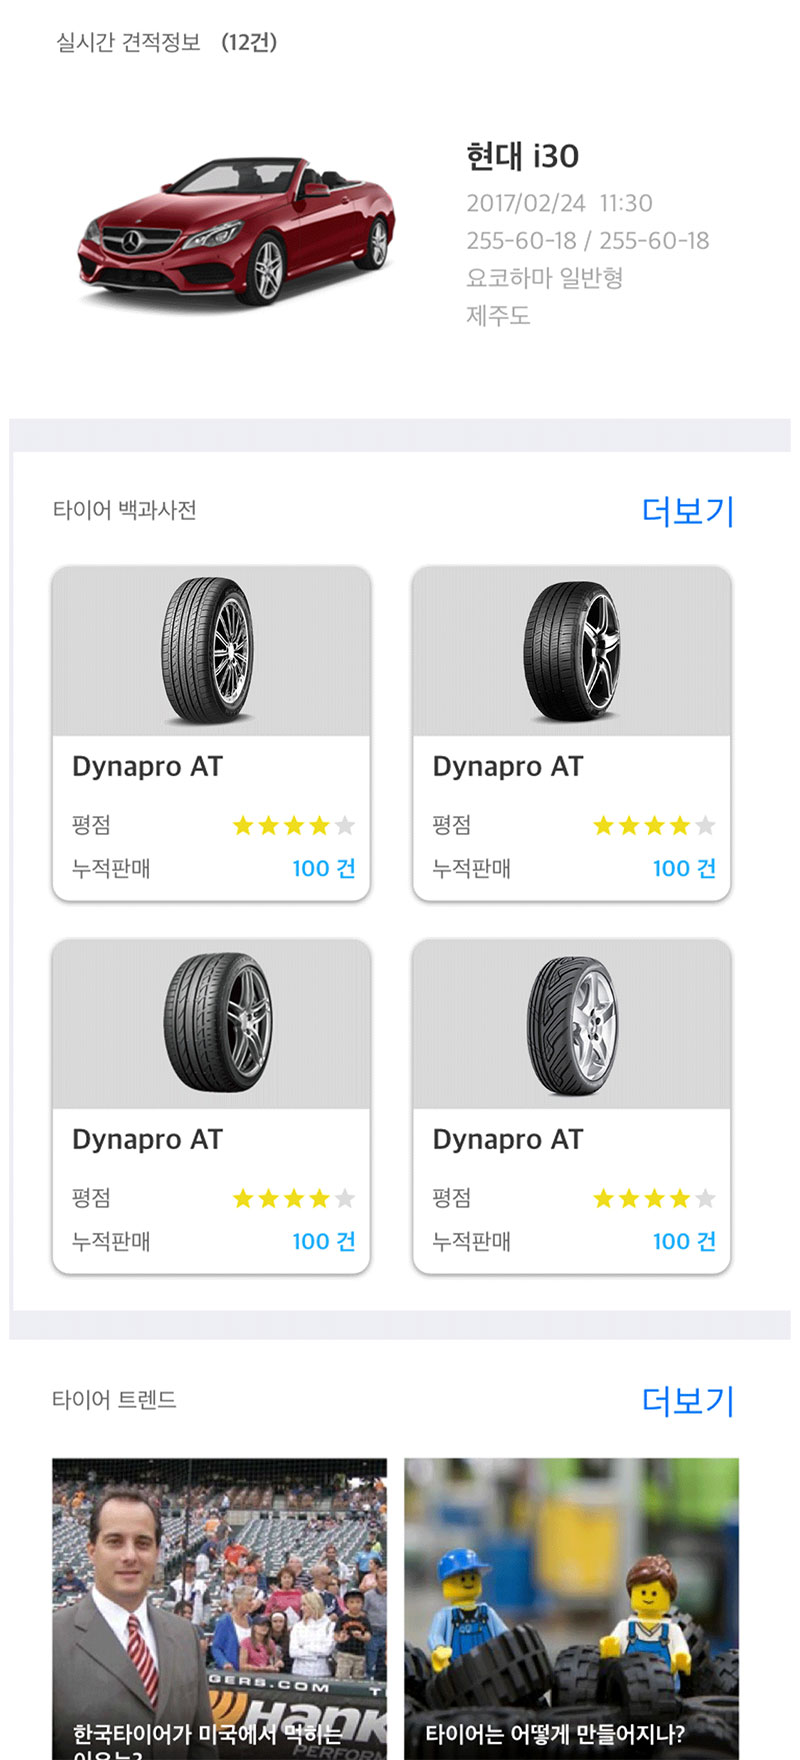 실시간 견적정보 (12건)
현대 i30
2017/02/24 11:30
255-60-18 / 255-60-18
요코하마 일반형
제주도
타이어 백과사전 더보기
Dynapro AT
평점
누적판매 100 건
Dynapro AT
평점
누적판매 100 건
Dynapro AT
평점
누적판매 100 건
Dynapro AT
평점
누적판매 100 건
타이어 트렌드 더보기
GERS.COM T
Hank
PERFORM
한국타이어가 미국에서 먹히는
이유는?
타이어는 어떻게 만들어지나?